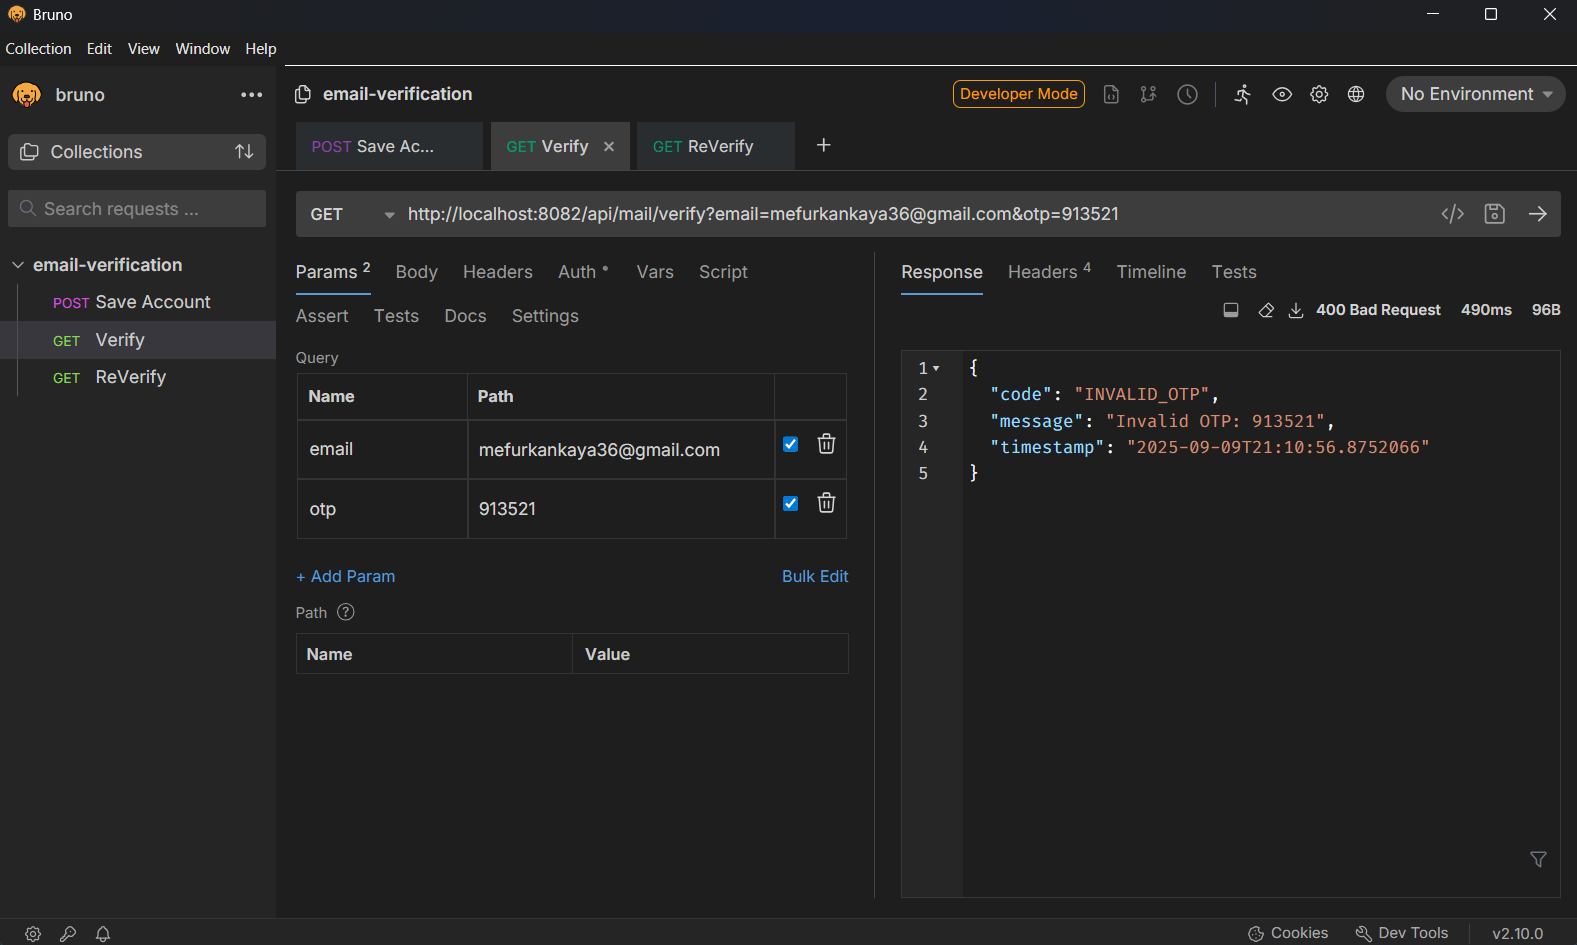 Bruno
Collection Edit View Window Help
bruno
email-verification
Developer Mode
No Environment
Collections
POST Save Ac...
GET Verify
GET ReVerify
Search requests ...
GET http://localhost:8082/api/mail/verify?email=mefurkankaya36@gmail.com&otp=913521
email-verification
POST Save Account
GET Verify
GET ReVerify
Params 2 Body Headers Auth Vars Script
Assert Tests Docs Settings
Query
Name Path
email mefurkankaya36@gmail.com
otp 913521
+ Add Param Bulk Edit
Path ?
Name Value
Response Headers 4 Timeline Tests
400 Bad Request 490ms 96B
1 {
2 "code": "INVALID_OTP",
3 "message": "Invalid OTP: 913521",
4 "timestamp": "2025-09-09T21:10:56.8752066"
5 }
Cookies Dev Tools v2.10.0